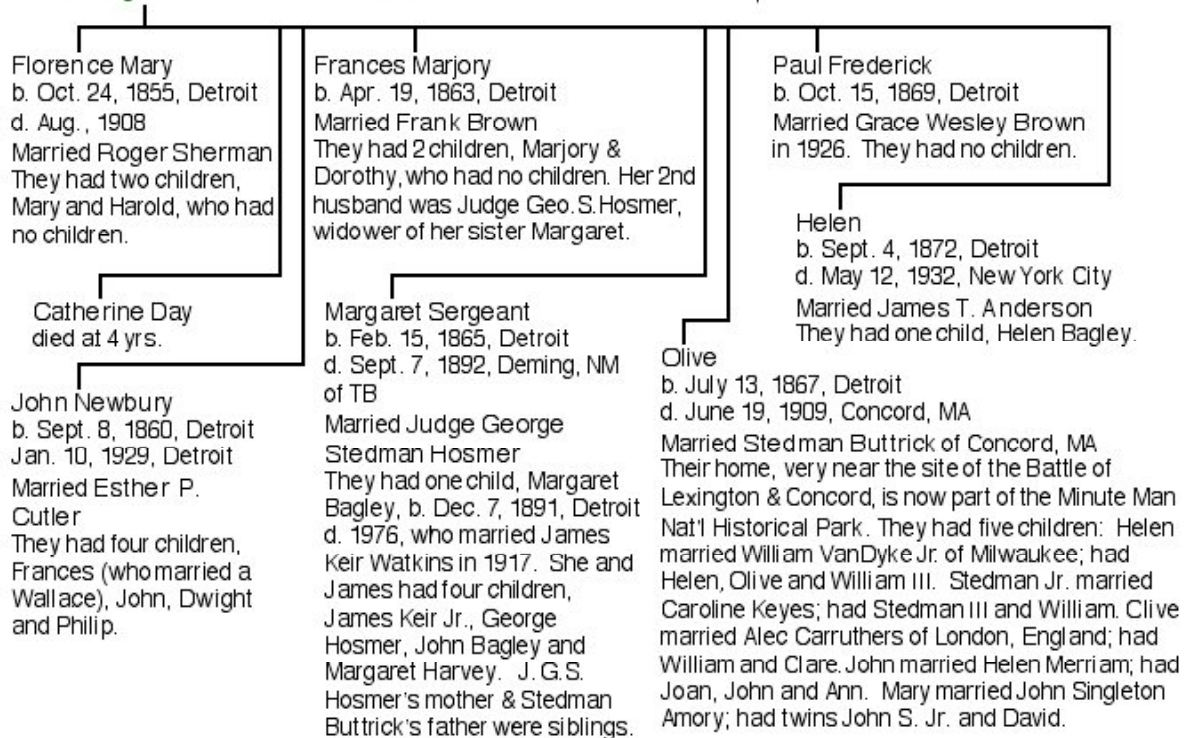 Florence Mary
b. Oct. 24, 1855, Detroit
d. Aug., 1908
Married Roger Sherman
They had two children,
Mary and Harold, who had
no children.
Catherine Day
died at 4 yrs.
John Newbury
b. Sept. 8, 1860, Detroit
Jan. 10, 1929, Detroit
Married Esther P.
Cutler
They had four children,
Frances (who married a
Wallace), John, Dwight
and Philip.
Frances Marjory
b. Apr. 19, 1863, Detroit
Married Frank Brown
They had 2 children, Marjory &
Dorothy, who had no children. Her 2nd
husband was Judge Geo. S. Hosmer,
widower of her sister Margaret.
Margaret Sergeant
b. Feb. 15, 1865, Detroit
d. Sept. 7, 1892, Deming, NM
of TB
Married Judge George
Stedman Hosmer
They had one child, Margaret
Bagley, b. Dec. 7, 1891, Detroit
d. 1976, who married James
Keir Watkins in 1917. She and
James had four children,
James Keir Jr., George
Hosmer, John Bagley and
Margaret Harvey. J. G. S.
Hosmer's mother & Stedman
Buttrick's father were siblings.
Olive
b. July 13, 1867, Detroit
d. June 19, 1909, Concord, MA
Married Stedman Buttrick of Concord, MA
Their home, very near the site of the Battle of
Lexington & Concord, is now part of the Minute Man
Nat'l Historical Park. They had five children: Helen
married William VanDyke Jr. of Milwaukee; had
Helen, Olive and William III. Stedman Jr. married
Caroline Keyes; had Stedman III and William. Clive
married Alec Carruthers of London, England; had
William and Clare. John married Helen Merriam; had
Joan, John and Ann. Mary married John Singleton
Amory; had twins John S. Jr. and David.
Paul Frederick
b. Oct. 15, 1869, Detroit
Married Grace Wesley Brown
in 1926. They had no children.
Helen
b. Sept. 4, 1872, Detroit
d. May 12, 1932, New York City
Married James T. Anderson
They had one child, Helen Bagley.